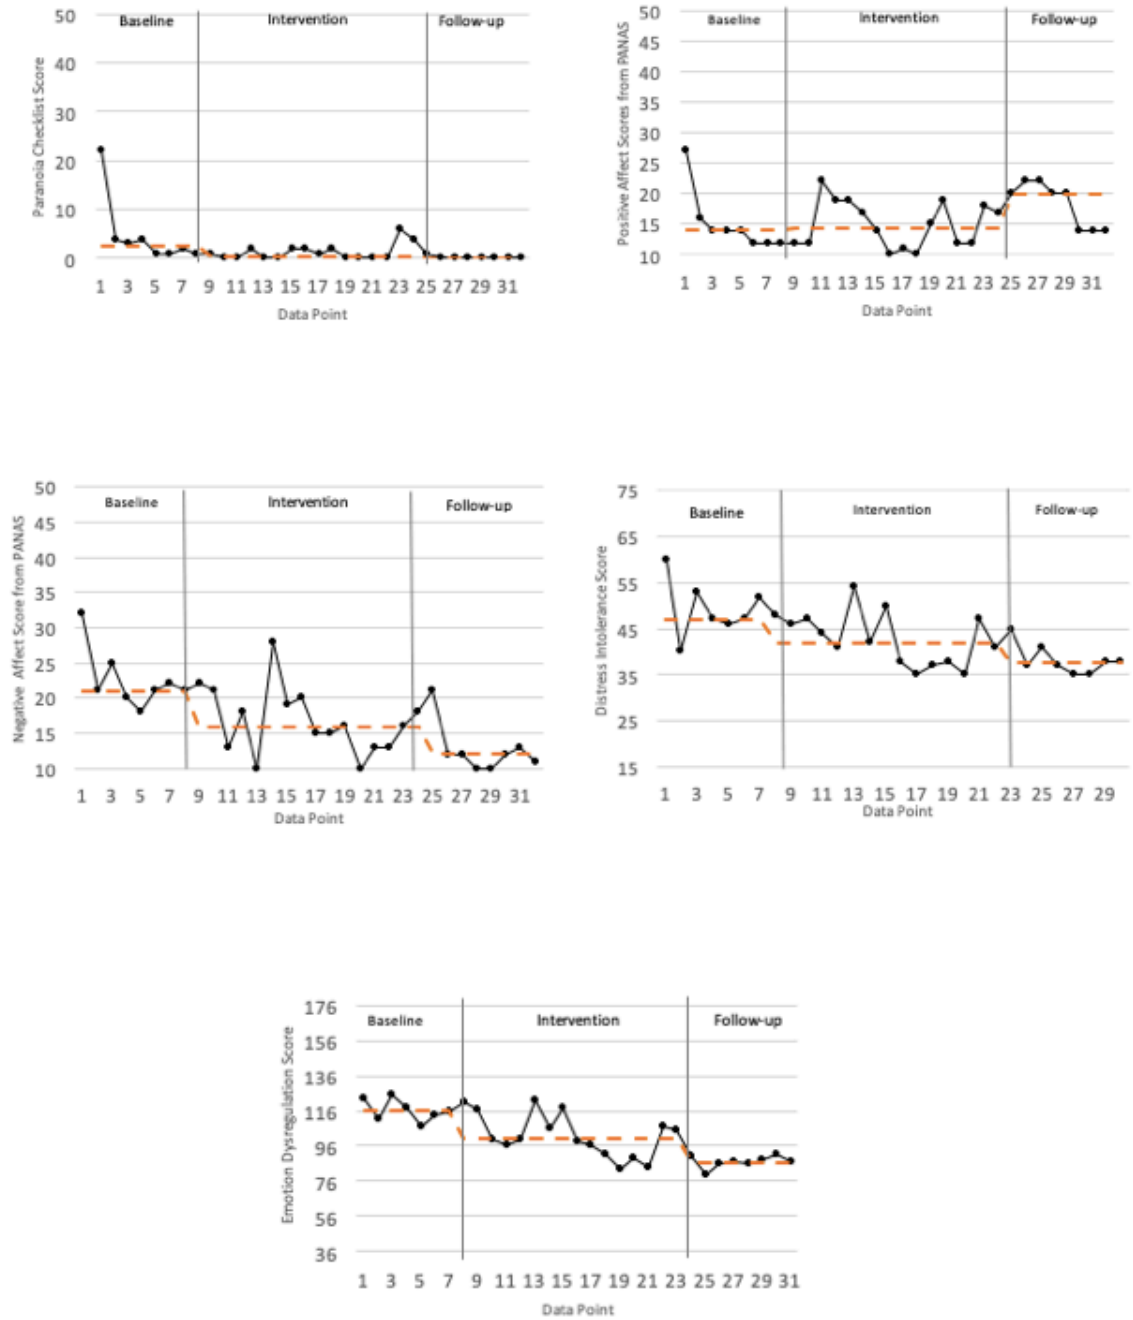 Baseline Intervention Follow-up
Paranoia Checklist Score
50
40
30
20
10
0
1 3 5 7 9 11 13 15 17 19 21 23 25 27 29 31
Data Point
Baseline Intervention Follow-up
Positive Affect Scores from PANAS
50
45
40
35
30
25
20
15
10
1 3 5 7 9 11 13 15 17 19 21 23 25 27 29 31
Data Point
Baseline Intervention Follow-up
Negative Affect Score from PANAS
50
45
40
35
30
25
20
15
10
1 3 5 7 9 11 13 15 17 19 21 23 25 27 29 31
Data Point
Baseline Intervention Follow-up
Distress Intolerance Score
75
65
55
45
35
25
15
1 3 5 7 9 11 13 15 17 19 21 23 25 27 29
Data Point
Baseline Intervention Follow-up
Emotion Dysregulation Score
176
156
136
116
96
76
56
36
1 3 5 7 9 11 13 15 17 19 21 23 25 27 29 31
Data Point